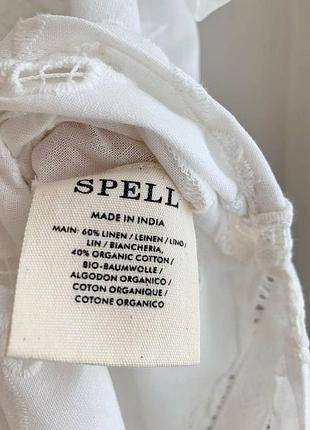 SPELL
MADE IN INDIA
MAIN: 60% LINEN / LEINEN / LINO /
LIN / BIANCHERIA,
40% ORGANIC COTTON /
BIO-BAUMWOLLE /
ALGODON ORGANICO /
COTON ORGANIQUE /
COTONE ORGANICO